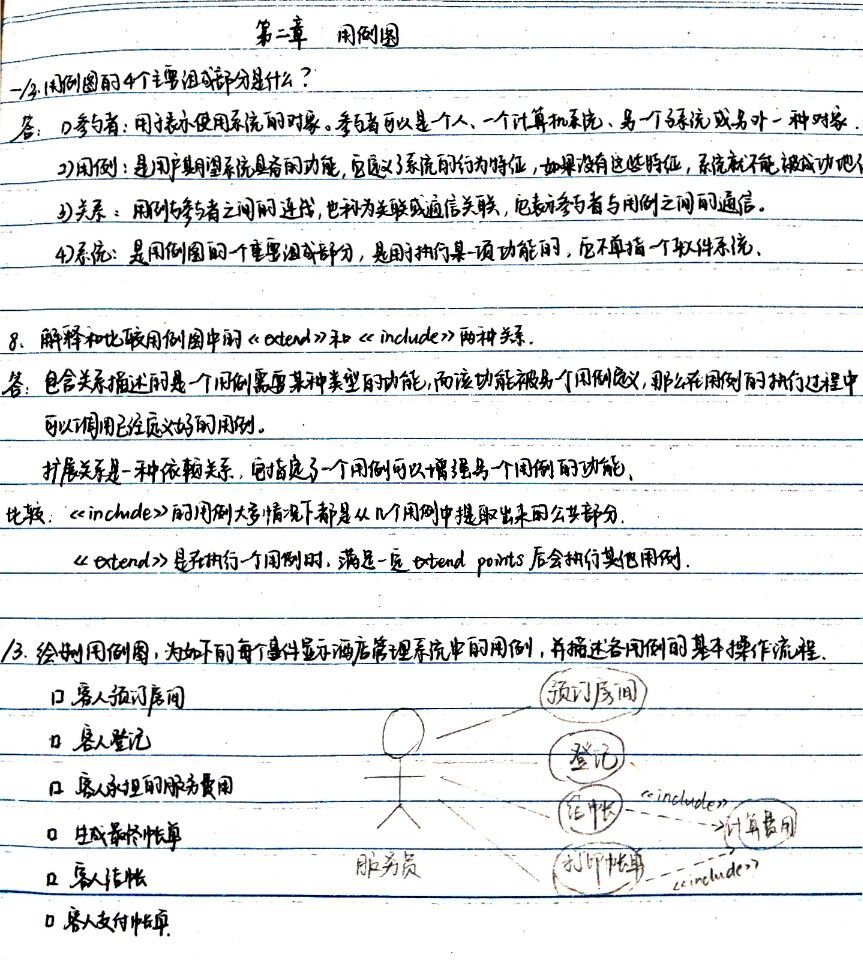 第二章 用例图
一/3.用例图的4个主要组成部分是什么?
答: 1)参与者:用于表示使用系统的对象。参与者可以是个人、一个计算机系统、另一个子系统或另外一种对象.
2)用例:是用户期望系统具备的功能,它定义了系统的行为特征,如果没有这些特征,系统就不能被成功地使
3)关系:用例与参与者之间的连线,也称为关联或通信关联,它表示参与者与用例之间的通信。
4)系统:是用例图的一个重要组成部分,是用于执行某一项功能的,它不单指一个软件系统.
8. 解释和比较用例图中的<<extend>>和<<include>>两种关系.
答: 包含关系描述的是一个用例需要某种类型的功能,而该功能被另一个用例定义,那么在用例的执行过程中
可以调用已经定义好的用例。
扩展关系是一种依赖关系,它指定了一个用例可以增强另一个用例的功能.
比较: <<include>>的用例大多情况下都是从几个用例中提取出来的公共部分.
<<extend>>是在执行一个用例时,满足一定extend points后会执行其他用例.
13. 绘制用例图,为如下的每个事件显示酒店管理系统中的用例,并描述各用例的基本操作流程.
□ 客人预订房间
□ 客人登记
□ 客人承担的服务费用
□ 生成最终帐单
□ 客人结帐
□ 客人支付帐单
预订房间
登记
结帐 <<include>> 计算费用
打印帐单 <<include>>
服务员